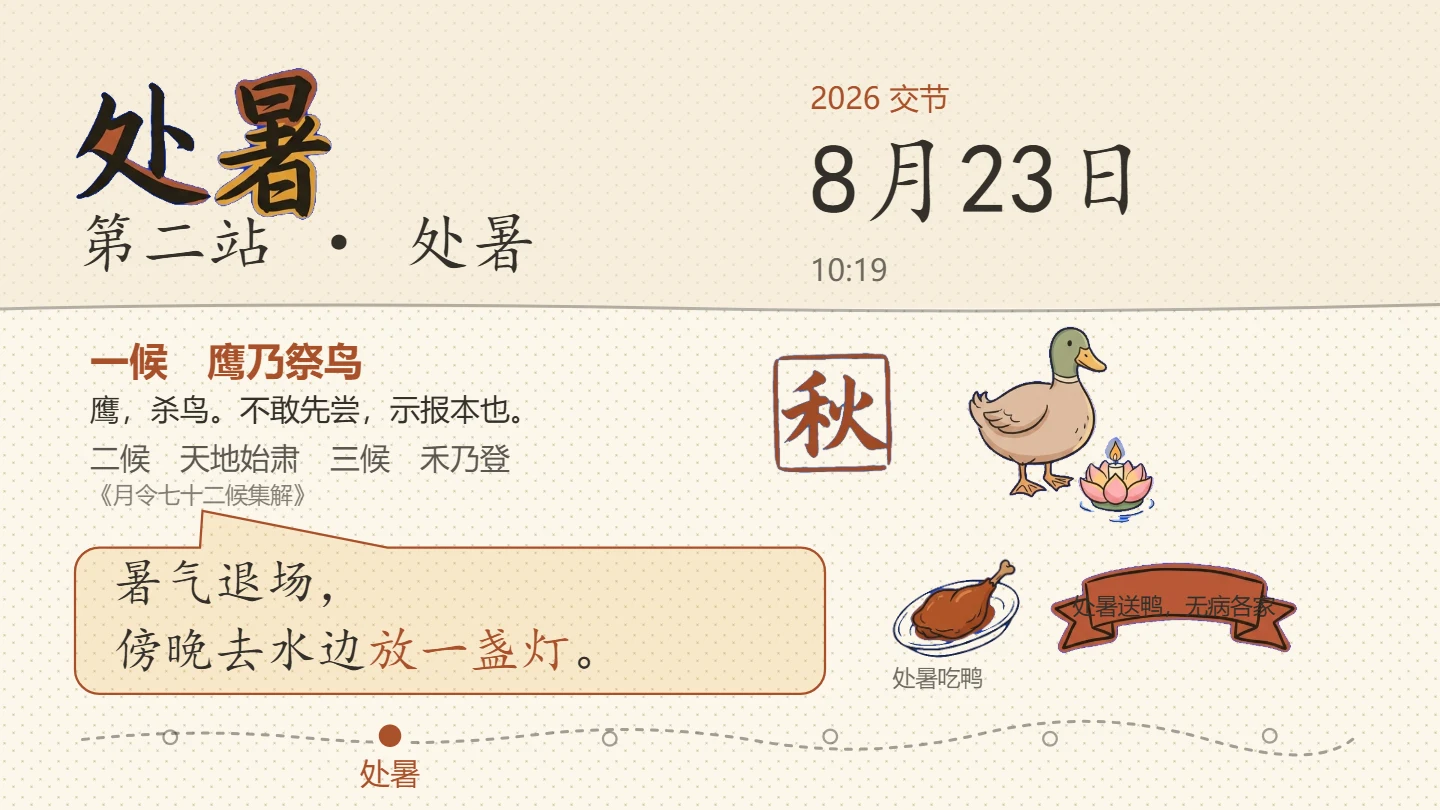 处暑
第二站 · 处暑
2026 交节
8月23日
10:19
一候 鹰乃祭鸟
鹰，杀鸟。不敢先尝，示报本也。
二候 天地始肃 三候 禾乃登
《月令七十二候集解》
秋
暑气退场，
傍晚去水边放一盏灯。
处暑送鸭，无病各家
处暑吃鸭
处暑